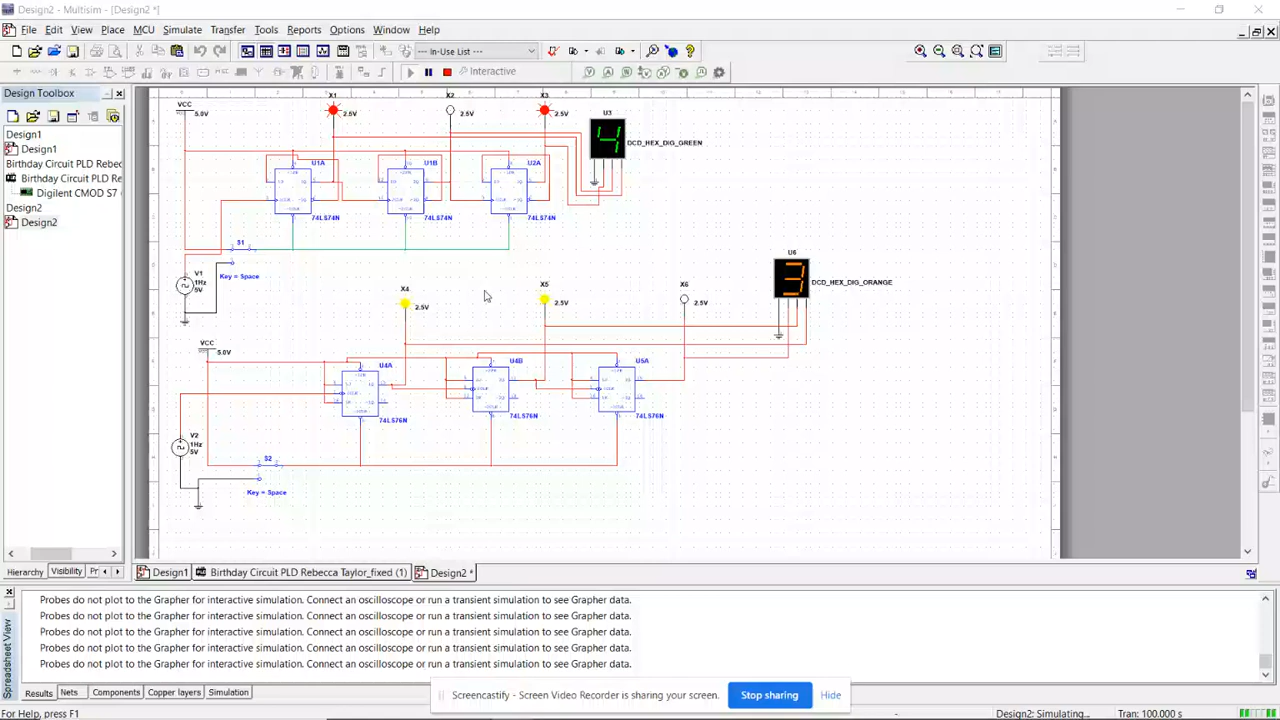 Design2 - Multisim - [Design2 *]
File Edit View Place MCU Simulate Transfer Tools Reports Options Window Help
--- In-Use List ---
Interactive
Design Toolbox
Design1
Design1
Birthday Circuit PLD Rebec
Birthday Circuit PLD Re
Digilent CMOD S7
Design2
Design2
Hierarchy Visibility Pr
VCC
5.0V
X1
2.5V
X2
2.5V
X3
2.5V
U3
4
DCD_HEX_DIG_GREEN
U1A
U1B
U2A
74LS74N
74LS74N
74LS74N
S1
Key = Space
V1
1Hz
5V
U6
3
DCD_HEX_DIG_ORANGE
X4
2.5V
X5
2.5V
X6
2.5V
VCC
5.0V
U4A
U4B
U5A
74LS76N
74LS76N
74LS76N
V2
1Hz
5V
S2
Key = Space
Design1 Birthday Circuit PLD Rebecca Taylor_fixed (1) Design2 *
Spreadsheet View
Probes do not plot to the Grapher for interactive simulation. Connect an oscilloscope or run a transient simulation to see Grapher data.
Probes do not plot to the Grapher for interactive simulation. Connect an oscilloscope or run a transient simulation to see Grapher data.
Probes do not plot to the Grapher for interactive simulation. Connect an oscilloscope or run a transient simulation to see Grapher data.
Probes do not plot to the Grapher for interactive simulation. Connect an oscilloscope or run a transient simulation to see Grapher data.
Probes do not plot to the Grapher for interactive simulation. Connect an oscilloscope or run a transient simulation to see Grapher data.
Results Nets Components Copper layers Simulation
Screencastify - Screen Video Recorder is sharing your screen. Stop sharing Hide
For Help, press F1
Design2: Simulating...
Tran: 100.000 s